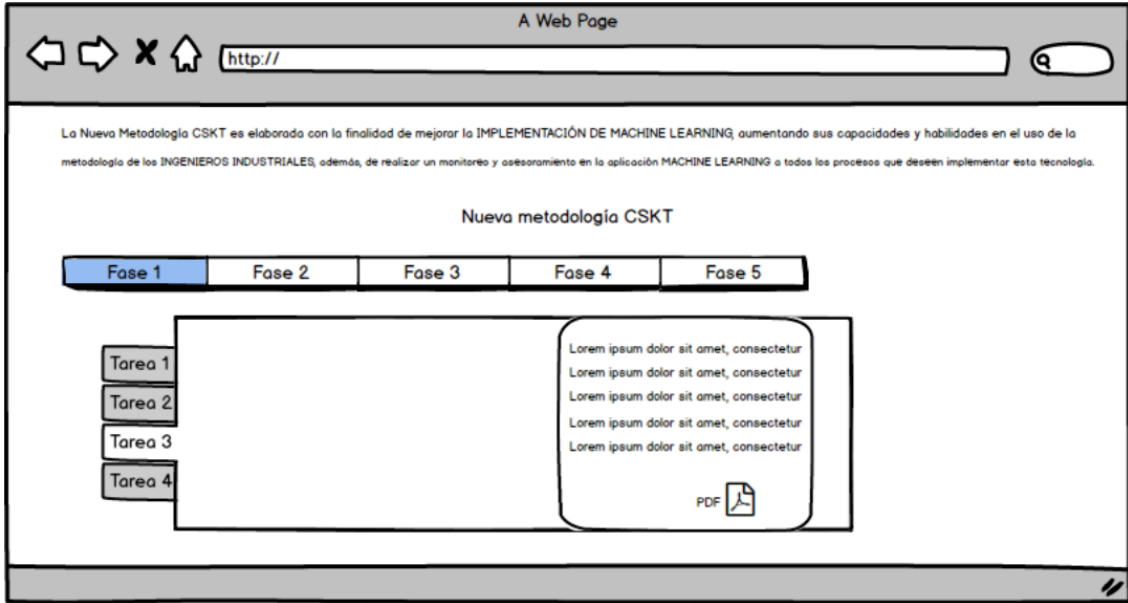 A Web Page
http://
La Nueva Metodología CSKT es elaborada con la finalidad de mejorar la IMPLEMENTACIÓN DE MACHINE LEARNING, aumentando sus capacidades y habilidades en el uso de la
metodología de los INGENIEROS INDUSTRIALES, además, de realizar un monitoreo y asesoramiento en la aplicación MACHINE LEARNING a todos los procesos que deseen implementar esta tecnología.
Nueva metodología CSKT
Fase 1 Fase 2 Fase 3 Fase 4 Fase 5
Tarea 1
Tarea 2
Tarea 3
Tarea 4
Lorem ipsum dolor sit amet, consectetur
Lorem ipsum dolor sit amet, consectetur
Lorem ipsum dolor sit amet, consectetur
Lorem ipsum dolor sit amet, consectetur
Lorem ipsum dolor sit amet, consectetur
PDF